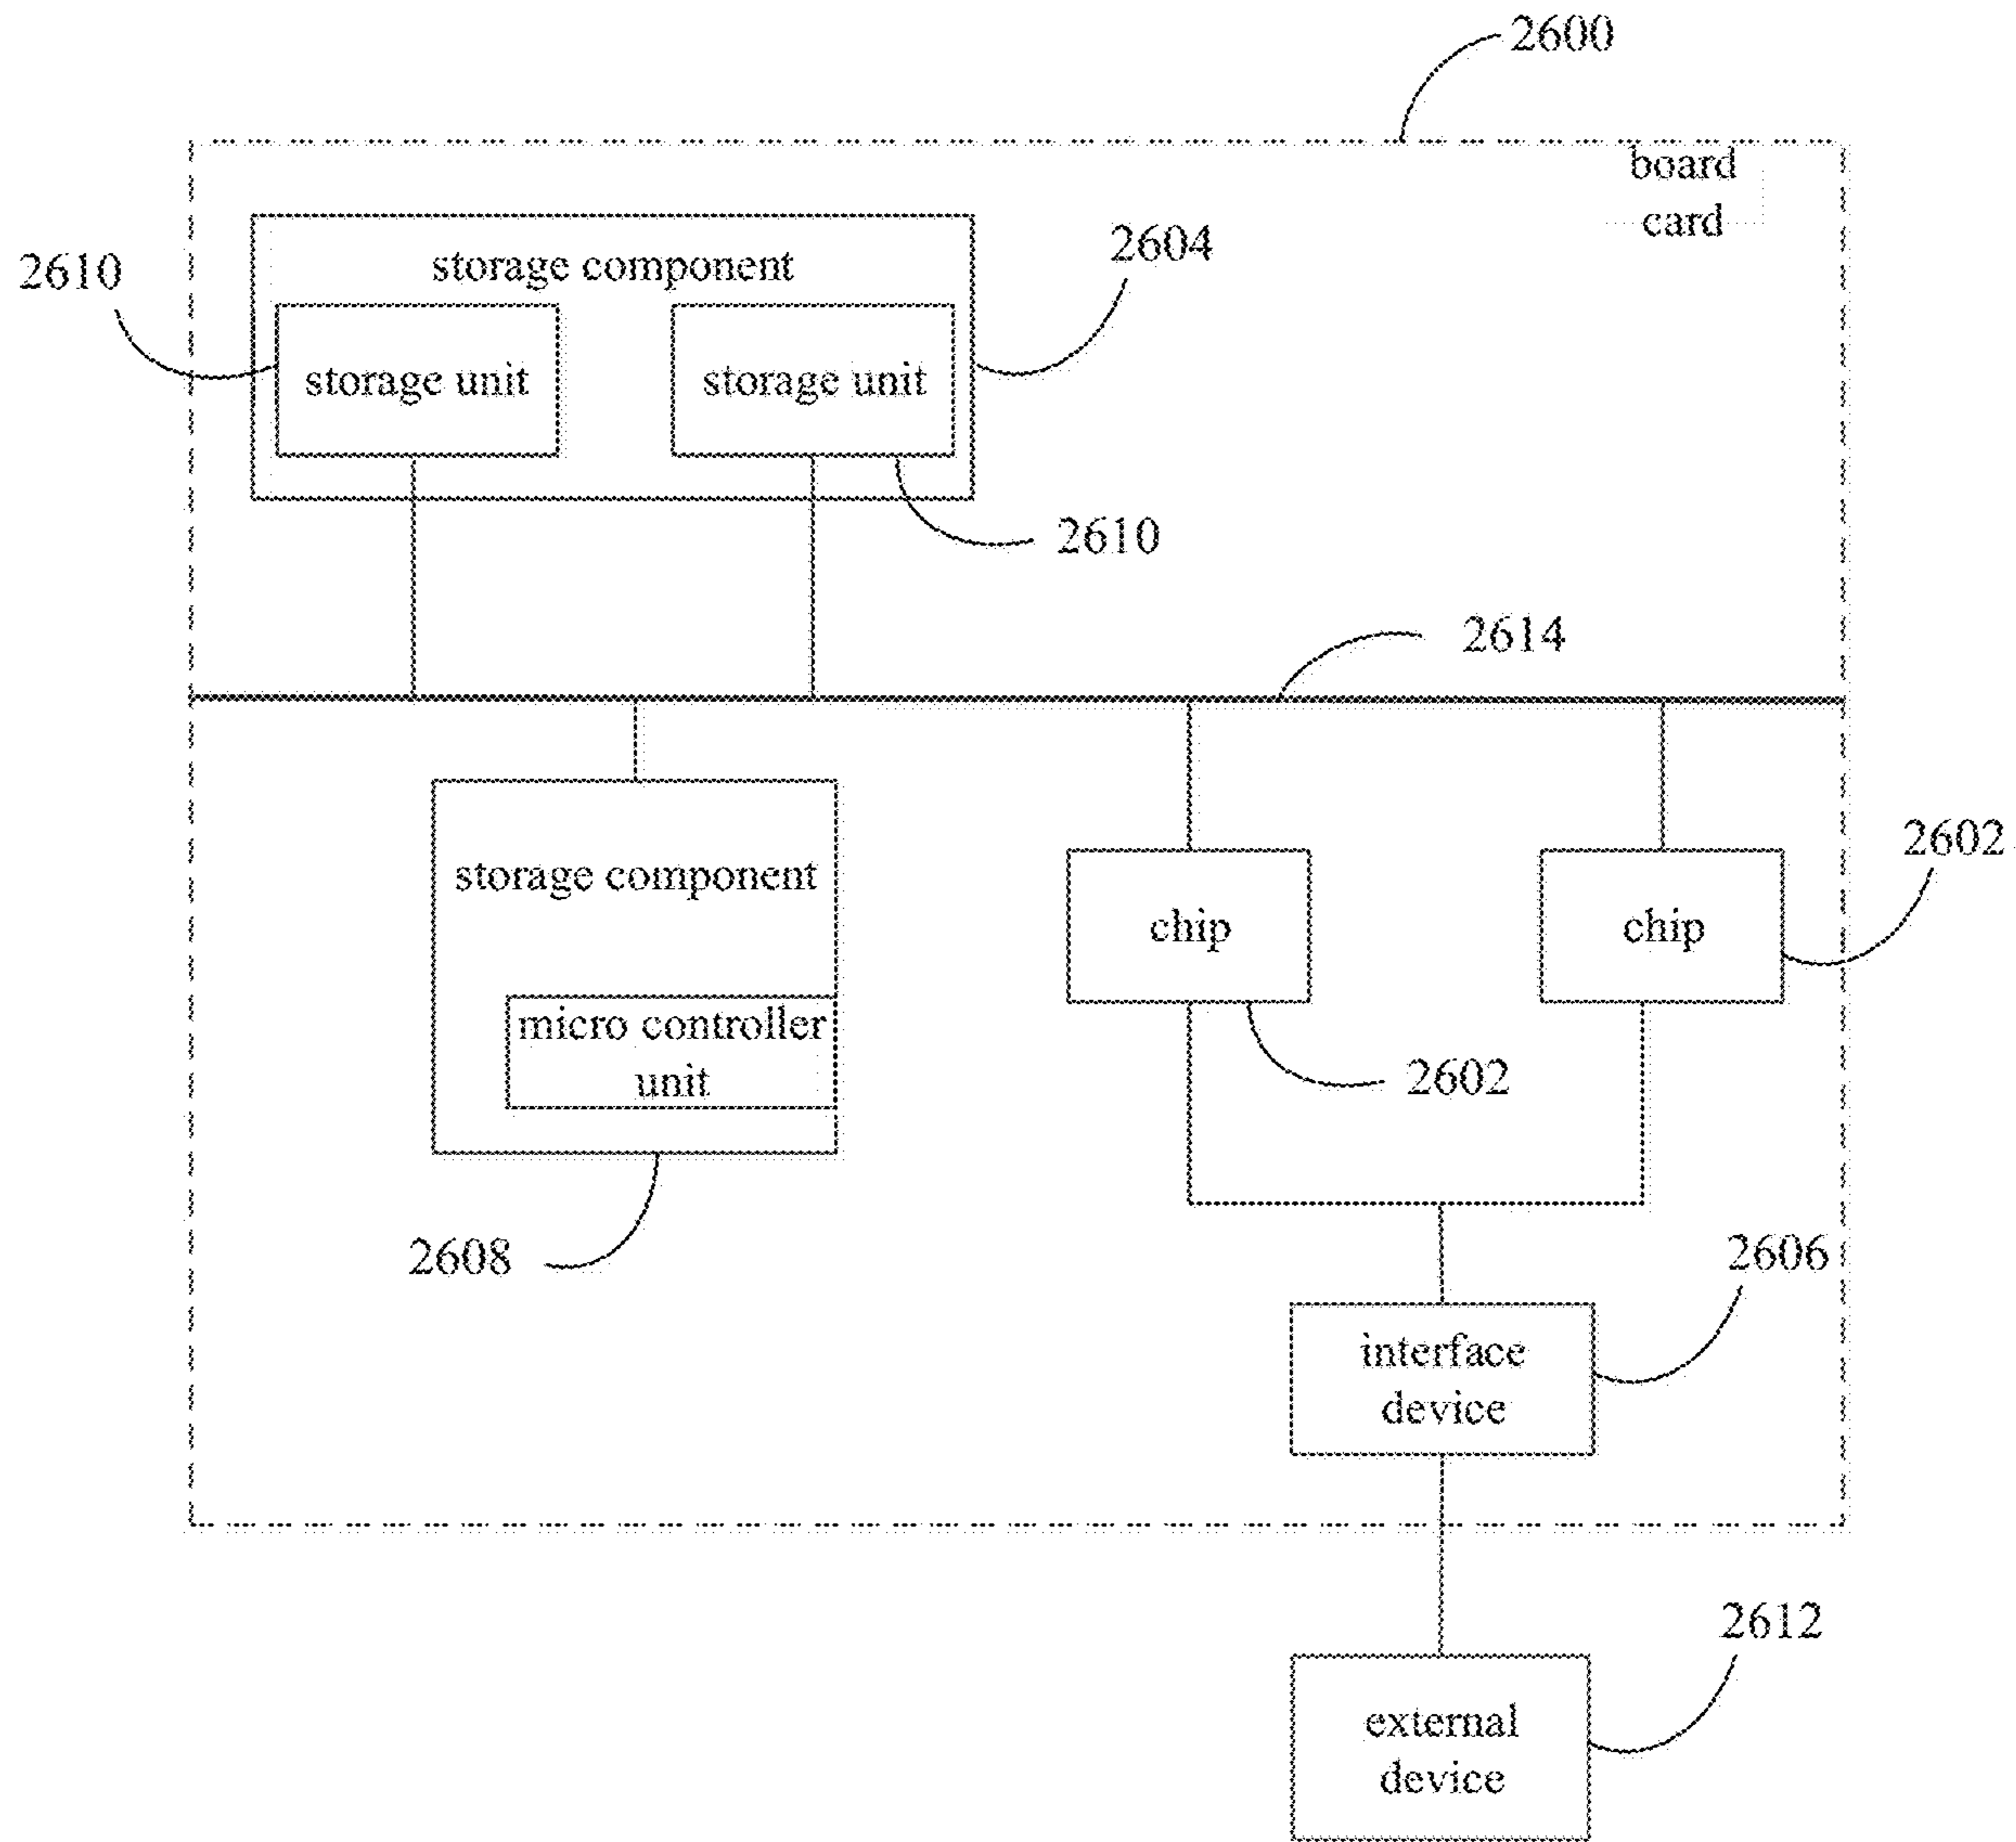 2600
board
card
2604
2610
storage component
storage unit
storage unit
2610
2614
storage component
chip
chip
2602
micro controller
unit
2602
2608
2606
interface
device
2612
external
device